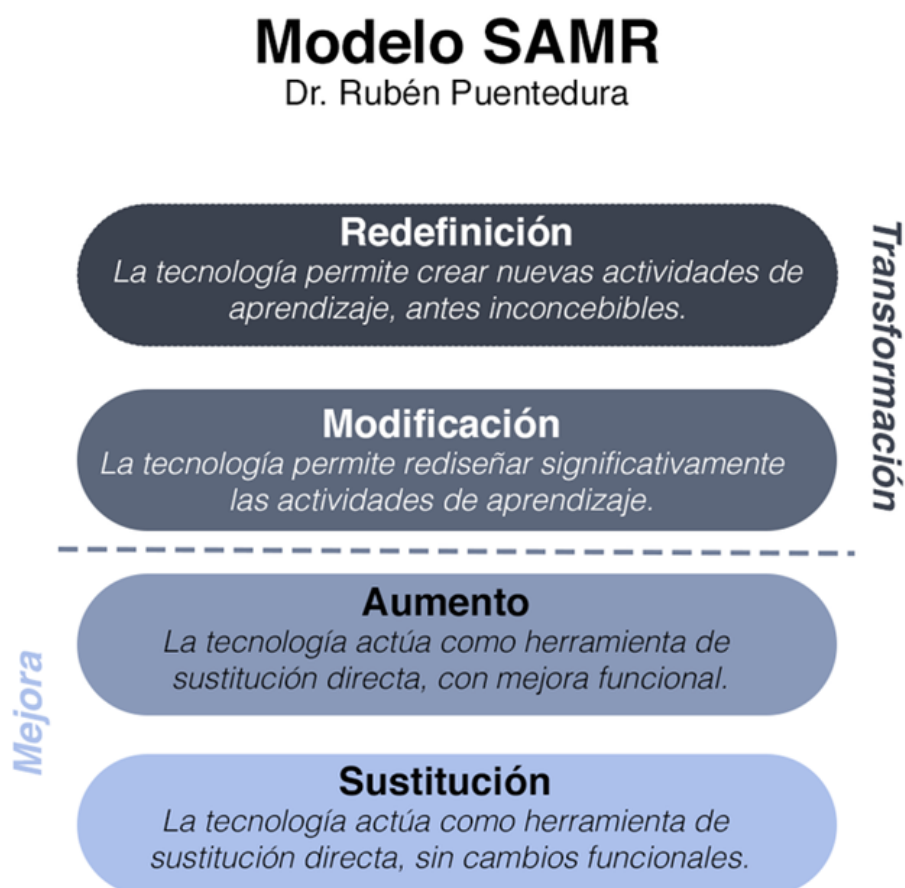 Modelo SAMR
Dr. Rubén Puentedura
Redefinición
La tecnología permite crear nuevas actividades de
aprendizaje, antes inconcebibles.
Transformación
Modificación
La tecnología permite rediseñar significativamente
las actividades de aprendizaje.
Aumento
La tecnología actúa como herramienta de
sustitución directa, con mejora funcional.
Mejora
Sustitución
La tecnología actúa como herramienta de
sustitución directa, sin cambios funcionales.